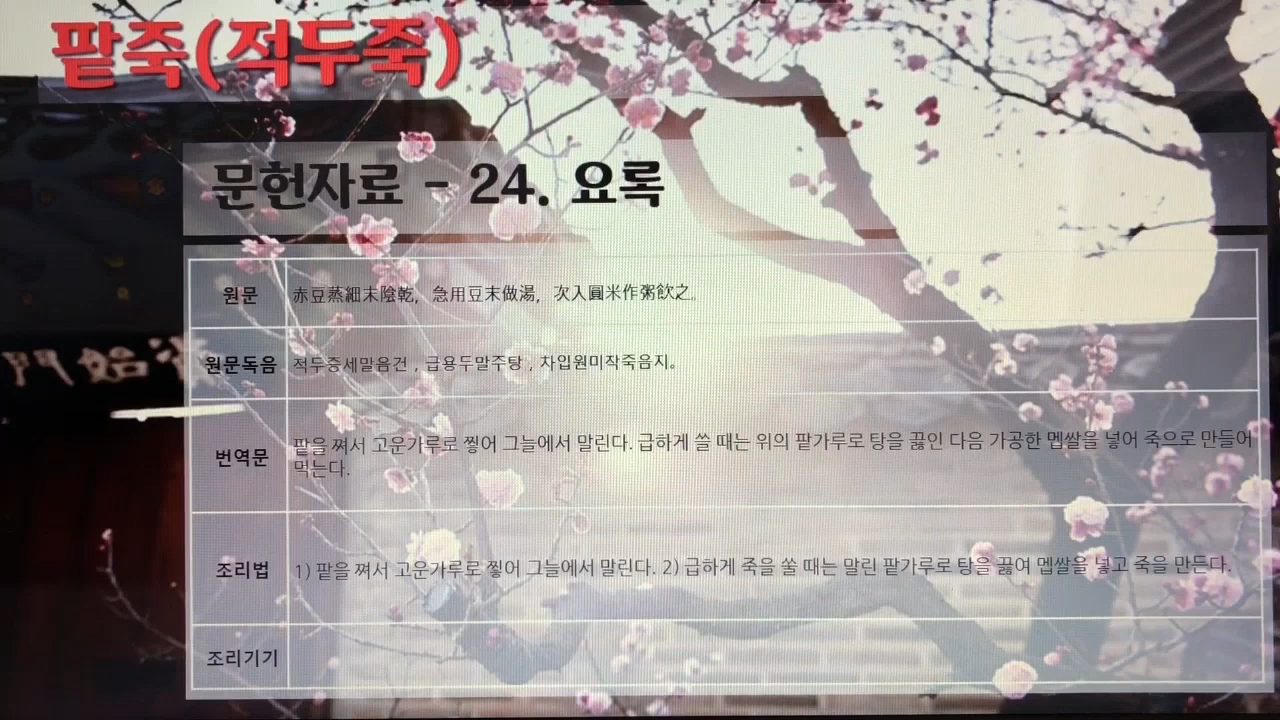 팥죽(적두죽)
문헌자료 - 24. 요록
원문
赤豆蒸細末陰乾, 急用豆末做湯, 次入圓米作粥飮之.
원문독음
적두증세말음건 , 급용두말주탕 , 차입원미작죽음지。
번역문
팥을 쪄서 고운가루로 찧어 그늘에서 말린다. 급하게 쓸 때는 위의 팥가루로 탕을 끓인 다음 가공한 멥쌀을 넣어 죽으로 만들어
먹는다.
조리법
1) 팥을 쪄서 고운가루로 찧어 그늘에서 말린다. 2) 급하게 죽을 쑬 때는 말린 팥가루로 탕을 끓여 멥쌀을 넣고 죽을 만든다.
조리기기
門 始